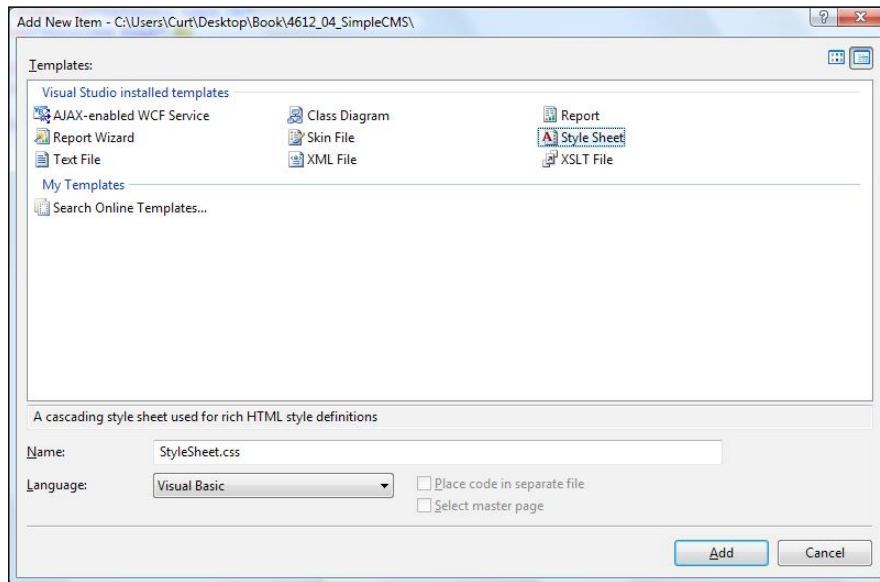 Add New Item - C:\Users\Curt\Desktop\Book\4612_04_SimpleCMS\
Templates:
Visual Studio installed templates
AJAX-enabled WCF Service Class Diagram Report
Report Wizard Skin File Style Sheet
Text File XML File XSLT File
My Templates
Search Online Templates...
A cascading style sheet used for rich HTML style definitions
Name: StyleSheet.css
Language: Visual Basic Place code in separate file
Select master page
Add Cancel